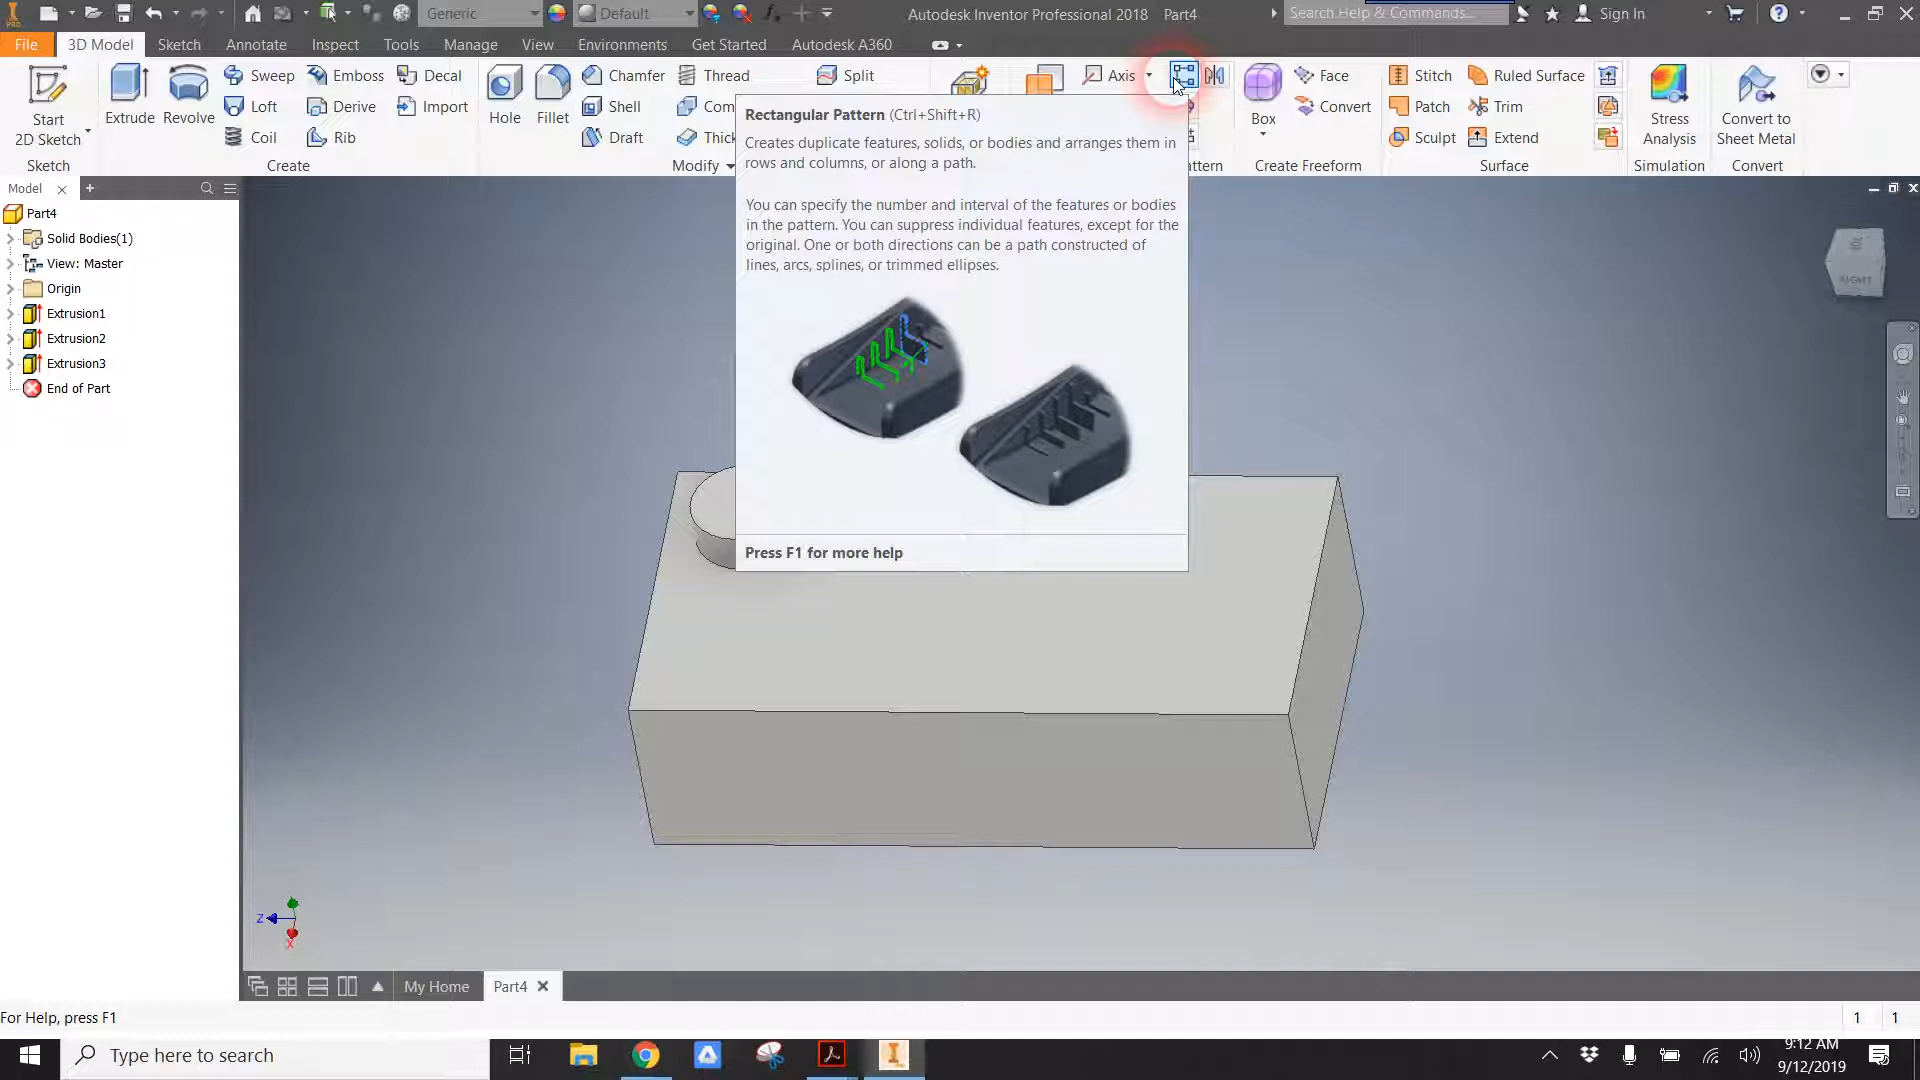 PRO
Generic
Default
Autodesk Inventor Professional 2018 Part4
Search Help & Commands...
Sign In
File
3D Model
Sketch
Annotate
Inspect
Tools
Manage
View
Environments
Get Started
Autodesk A360
Start
2D Sketch
Sketch
Extrude
Revolve
Sweep
Loft
Coil
Emboss
Derive
Rib
Decal
Import
Create
Hole
Fillet
Chamfer
Shell
Draft
Thread
Com
Thick
Split
Modify
Axis
ttern
Box
Face
Convert
Create Freeform
Stitch
Patch
Sculpt
Ruled Surface
Trim
Extend
Surface
Stress
Analysis
Simulation
Convert to
Sheet Metal
Convert
Model
Part4
Solid Bodies(1)
View: Master
Origin
Extrusion1
Extrusion2
Extrusion3
End of Part
Rectangular Pattern (Ctrl+Shift+R)
Creates duplicate features, solids, or bodies and arranges them in
rows and columns, or along a path.
You can specify the number and interval of the features or bodies
in the pattern. You can suppress individual features, except for the
original. One or both directions can be a path constructed of
lines, arcs, splines, or trimmed ellipses.
Press F1 for more help
RIGHT
Z
X
My Home
Part4
For Help, press F1
1 1
Type here to search
9:12 AM
9/12/2019